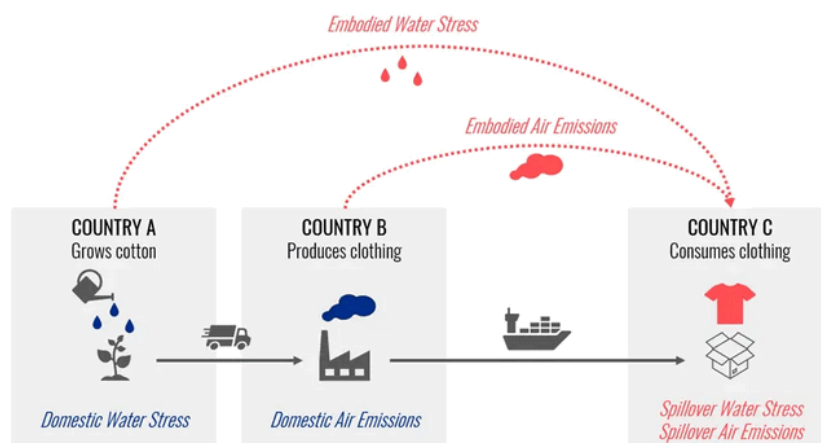 Embodied Water Stress
Embodied Air Emissions
COUNTRY A
Grows cotton
COUNTRY B
Produces clothing
COUNTRY C
Consumes clothing
Domestic Water Stress
Domestic Air Emissions
Spillover Water Stress
Spillover Air Emissions